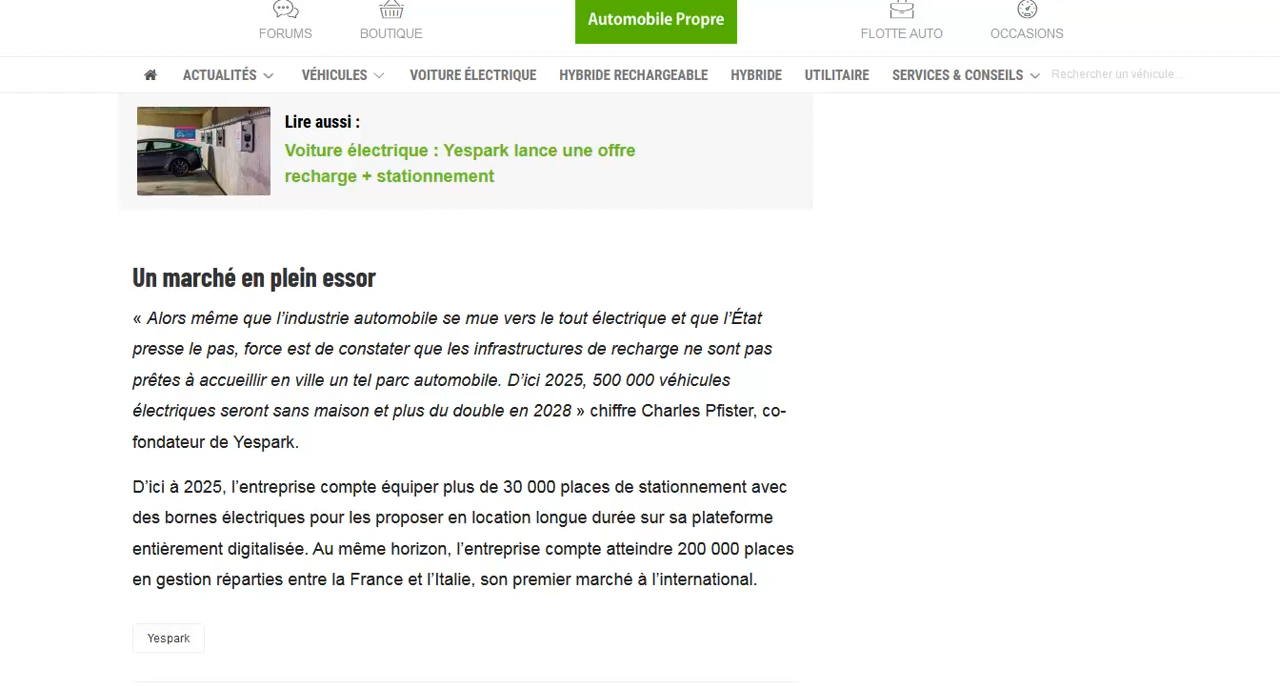 FORUMS
BOUTIQUE
Automobile Propre
FLOTTE AUTO
OCCASIONS
ACTUALITÉS
VÉHICULES
VOITURE ÉLECTRIQUE
HYBRIDE RECHARGEABLE
HYBRIDE
UTILITAIRE
SERVICES & CONSEILS
Rechercher un véhicule...
Lire aussi :
Voiture électrique : Yespark lance une offre
recharge + stationnement
Un marché en plein essor
« Alors même que l’industrie automobile se mue vers le tout électrique et que l’État
presse le pas, force est de constater que les infrastructures de recharge ne sont pas
prêtes à accueillir en ville un tel parc automobile. D’ici 2025, 500 000 véhicules
électriques seront sans maison et plus du double en 2028 » chiffre Charles Pfister, co-
fondateur de Yespark.
D’ici à 2025, l’entreprise compte équiper plus de 30 000 places de stationnement avec
des bornes électriques pour les proposer en location longue durée sur sa plateforme
entièrement digitalisée. Au même horizon, l’entreprise compte atteindre 200 000 places
en gestion réparties entre la France et l’Italie, son premier marché à l’international.
Yespark